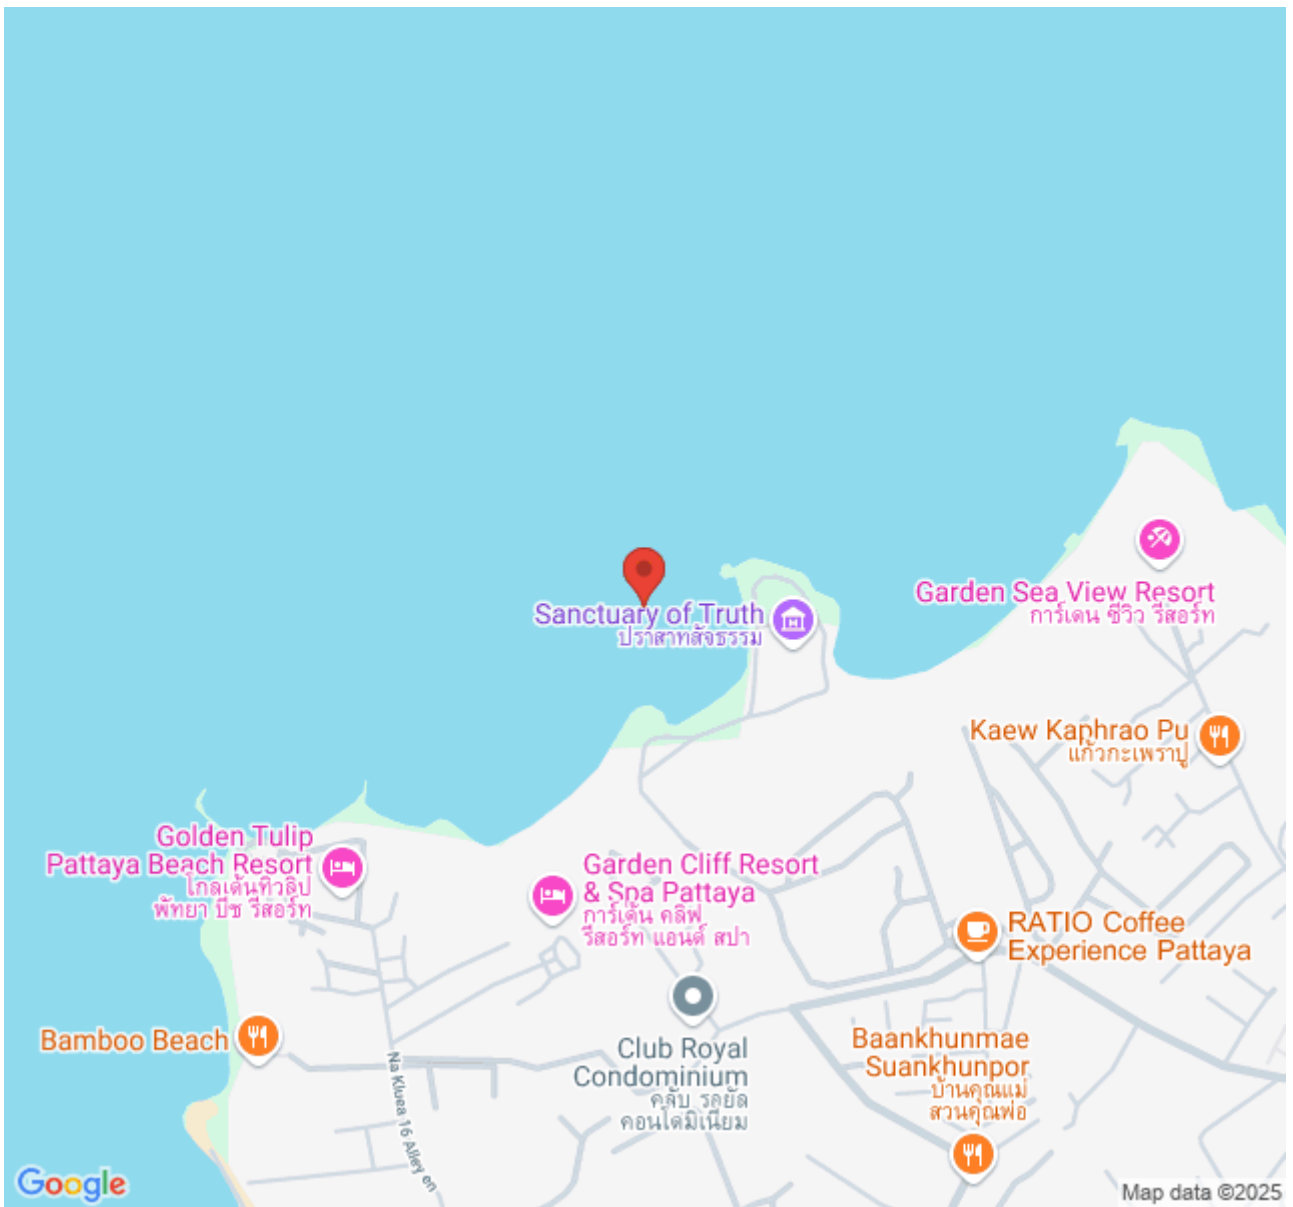 Sanctuary of Truth
ปราสาทสัจธรรม
Garden Sea View Resort
การ์เดน ซีวิว รีสอร์ท
Kaew Kaphrao Pu
แก้วกะเพราปู
Golden Tulip
Pattaya Beach Resort
โกลเด้นทิวลิป
พัทยา บีช รีสอร์ท
Garden Cliff Resort
& Spa Pattaya
การ์เด้น คลิฟ
รีสอร์ท แอนด์ สปา
RATIO Coffee
Experience Pattaya
Bamboo Beach
Club Royal
Condominium
คลับ รอยัล
คอนโดมิเนียม
Baankhunmae
Suankhunpor
บ้านคุณแม่
สวนคุณพ่อ
Na Kluea 16 Alley
Google
Map data ©2025